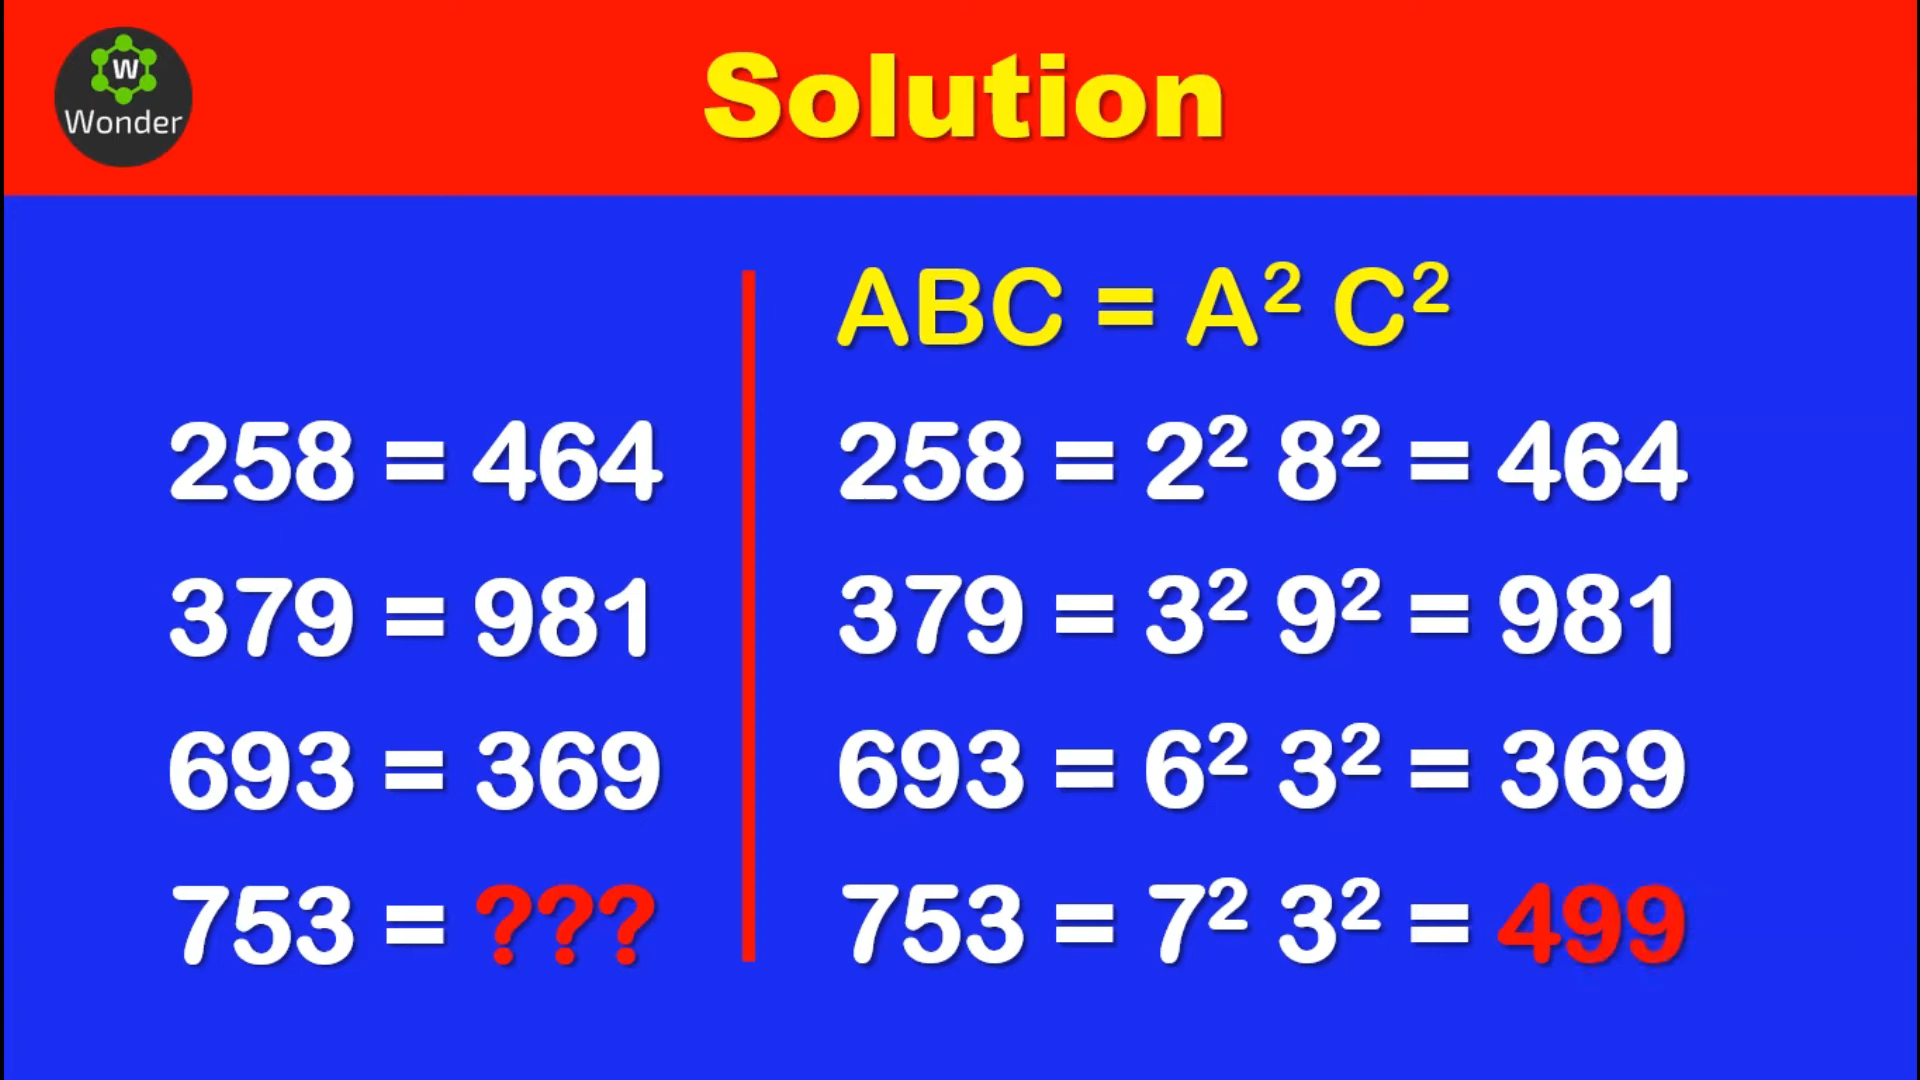 W
Wonder
Solution
ABC = A² C²
258 = 464
379 = 981
693 = 369
753 = ???
258 = 2² 8² = 464
379 = 3² 9² = 981
693 = 6² 3² = 369
753 = 7² 3² = 499